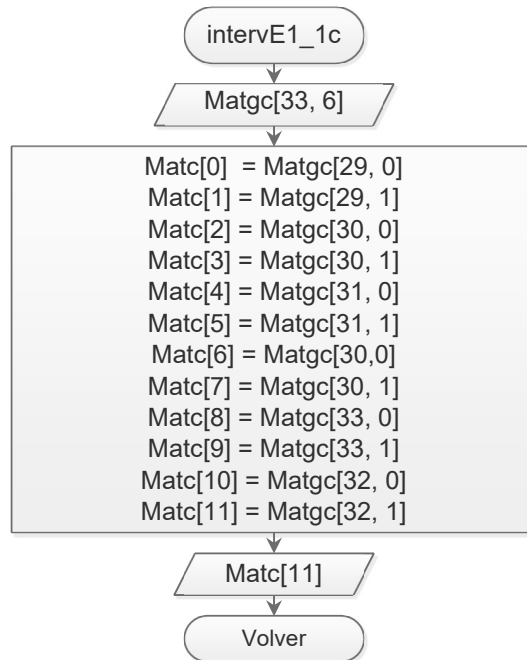 intervE1_1c
Matgc[33, 6]
Matc[0]  = Matgc[29, 0]
Matc[1] = Matgc[29, 1]
Matc[2] = Matgc[30, 0]
Matc[3] = Matgc[30, 1]
Matc[4] = Matgc[31, 0]
Matc[5] = Matgc[31, 1]
Matc[6] = Matgc[30,0]
Matc[7] = Matgc[30, 1]
Matc[8] = Matgc[33, 0]
Matc[9] = Matgc[33, 1]
Matc[10] = Matgc[32, 0]
Matc[11] = Matgc[32, 1]
Matc[11]
Volver